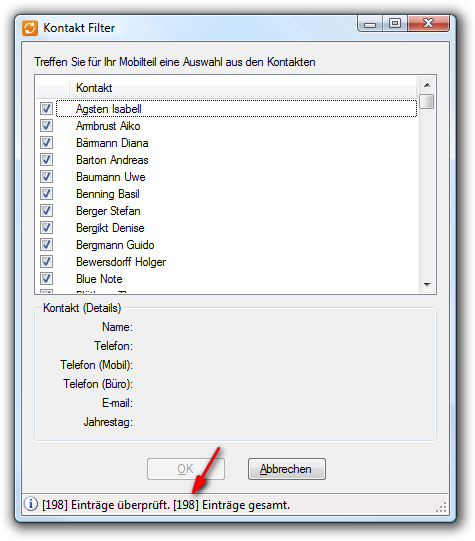 Kontakt Filter
Treffen Sie für Ihr Mobilteil eine Auswahl aus den Kontakten
Kontakt
Agsten Isabell
Ambrust Aiko
Bärmann Diana
Barton Andreas
Baumann Uwe
Benning Basil
Berger Stefan
Bergikt Denise
Bergmann Guido
Bewersdorff Holger
Blue Note
Kontakt (Details)
Name:
Telefon:
Telefon (Mobil):
Telefon (Büro):
E-mail:
Jahrestag:
OK Abbrechen
[198] Einträge überprüft. [198] Einträge gesamt.